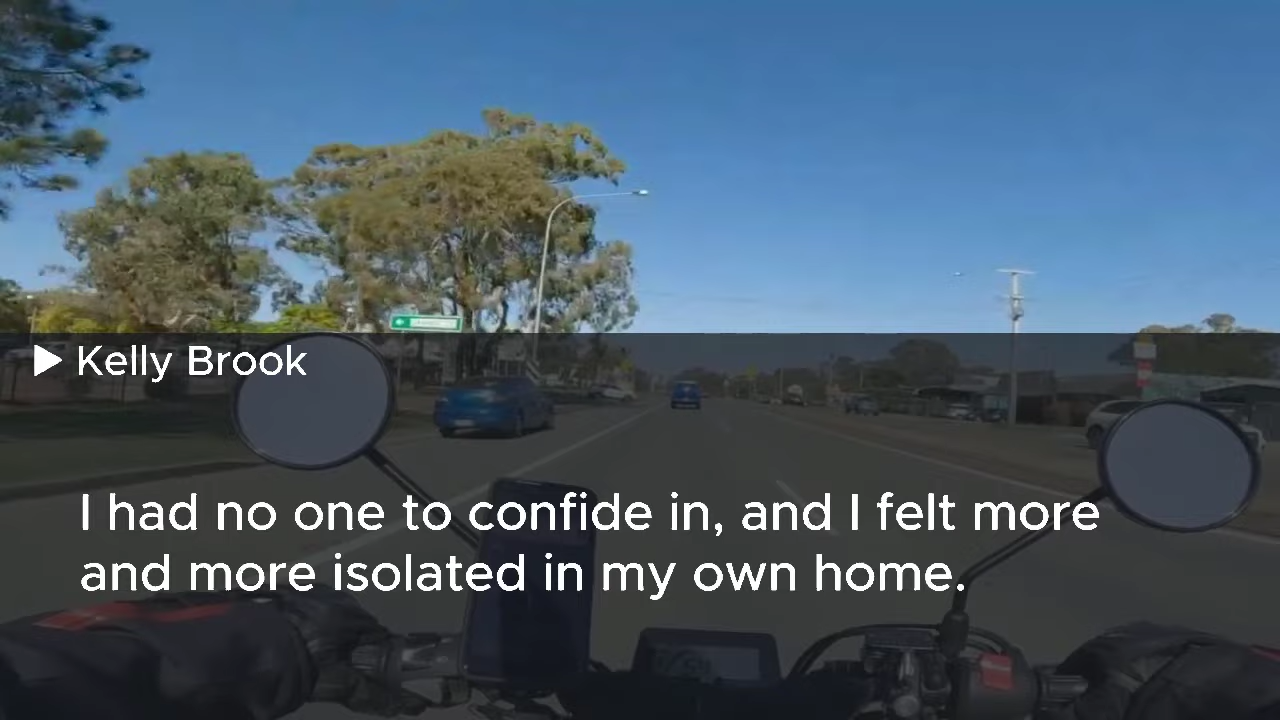 Kelly Brook
I had no one to confide in, and I felt more
and more isolated in my own home.